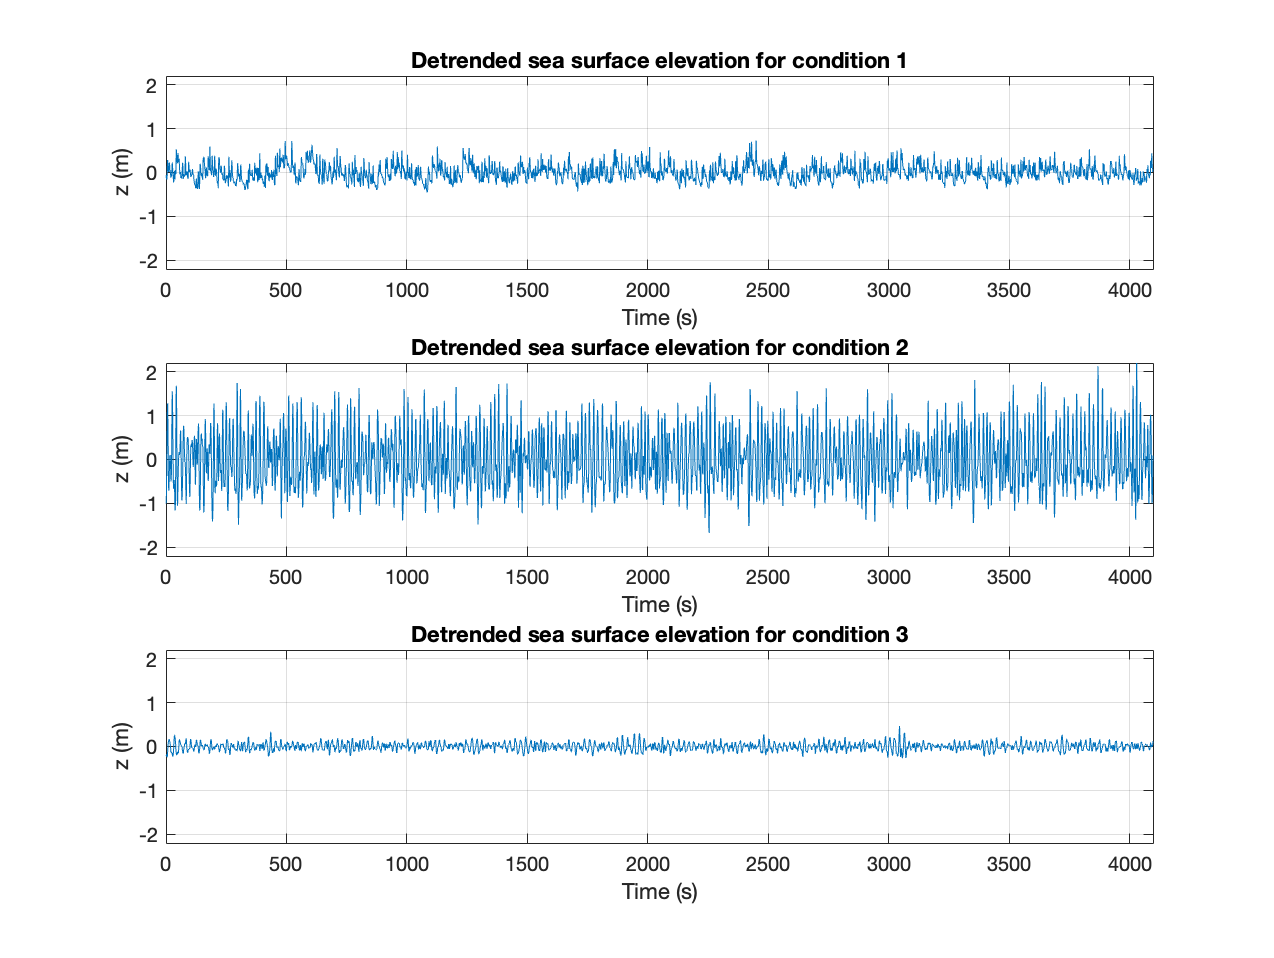 Detrended sea surface elevation for condition 1
z (m)
2
1
0
-1
-2
0 500 1000 1500 2000 2500 3000 3500 4000
Time (s)
Detrended sea surface elevation for condition 2
z (m)
2
1
0
-1
-2
0 500 1000 1500 2000 2500 3000 3500 4000
Time (s)
Detrended sea surface elevation for condition 3
z (m)
2
1
0
-1
-2
0 500 1000 1500 2000 2500 3000 3500 4000
Time (s)